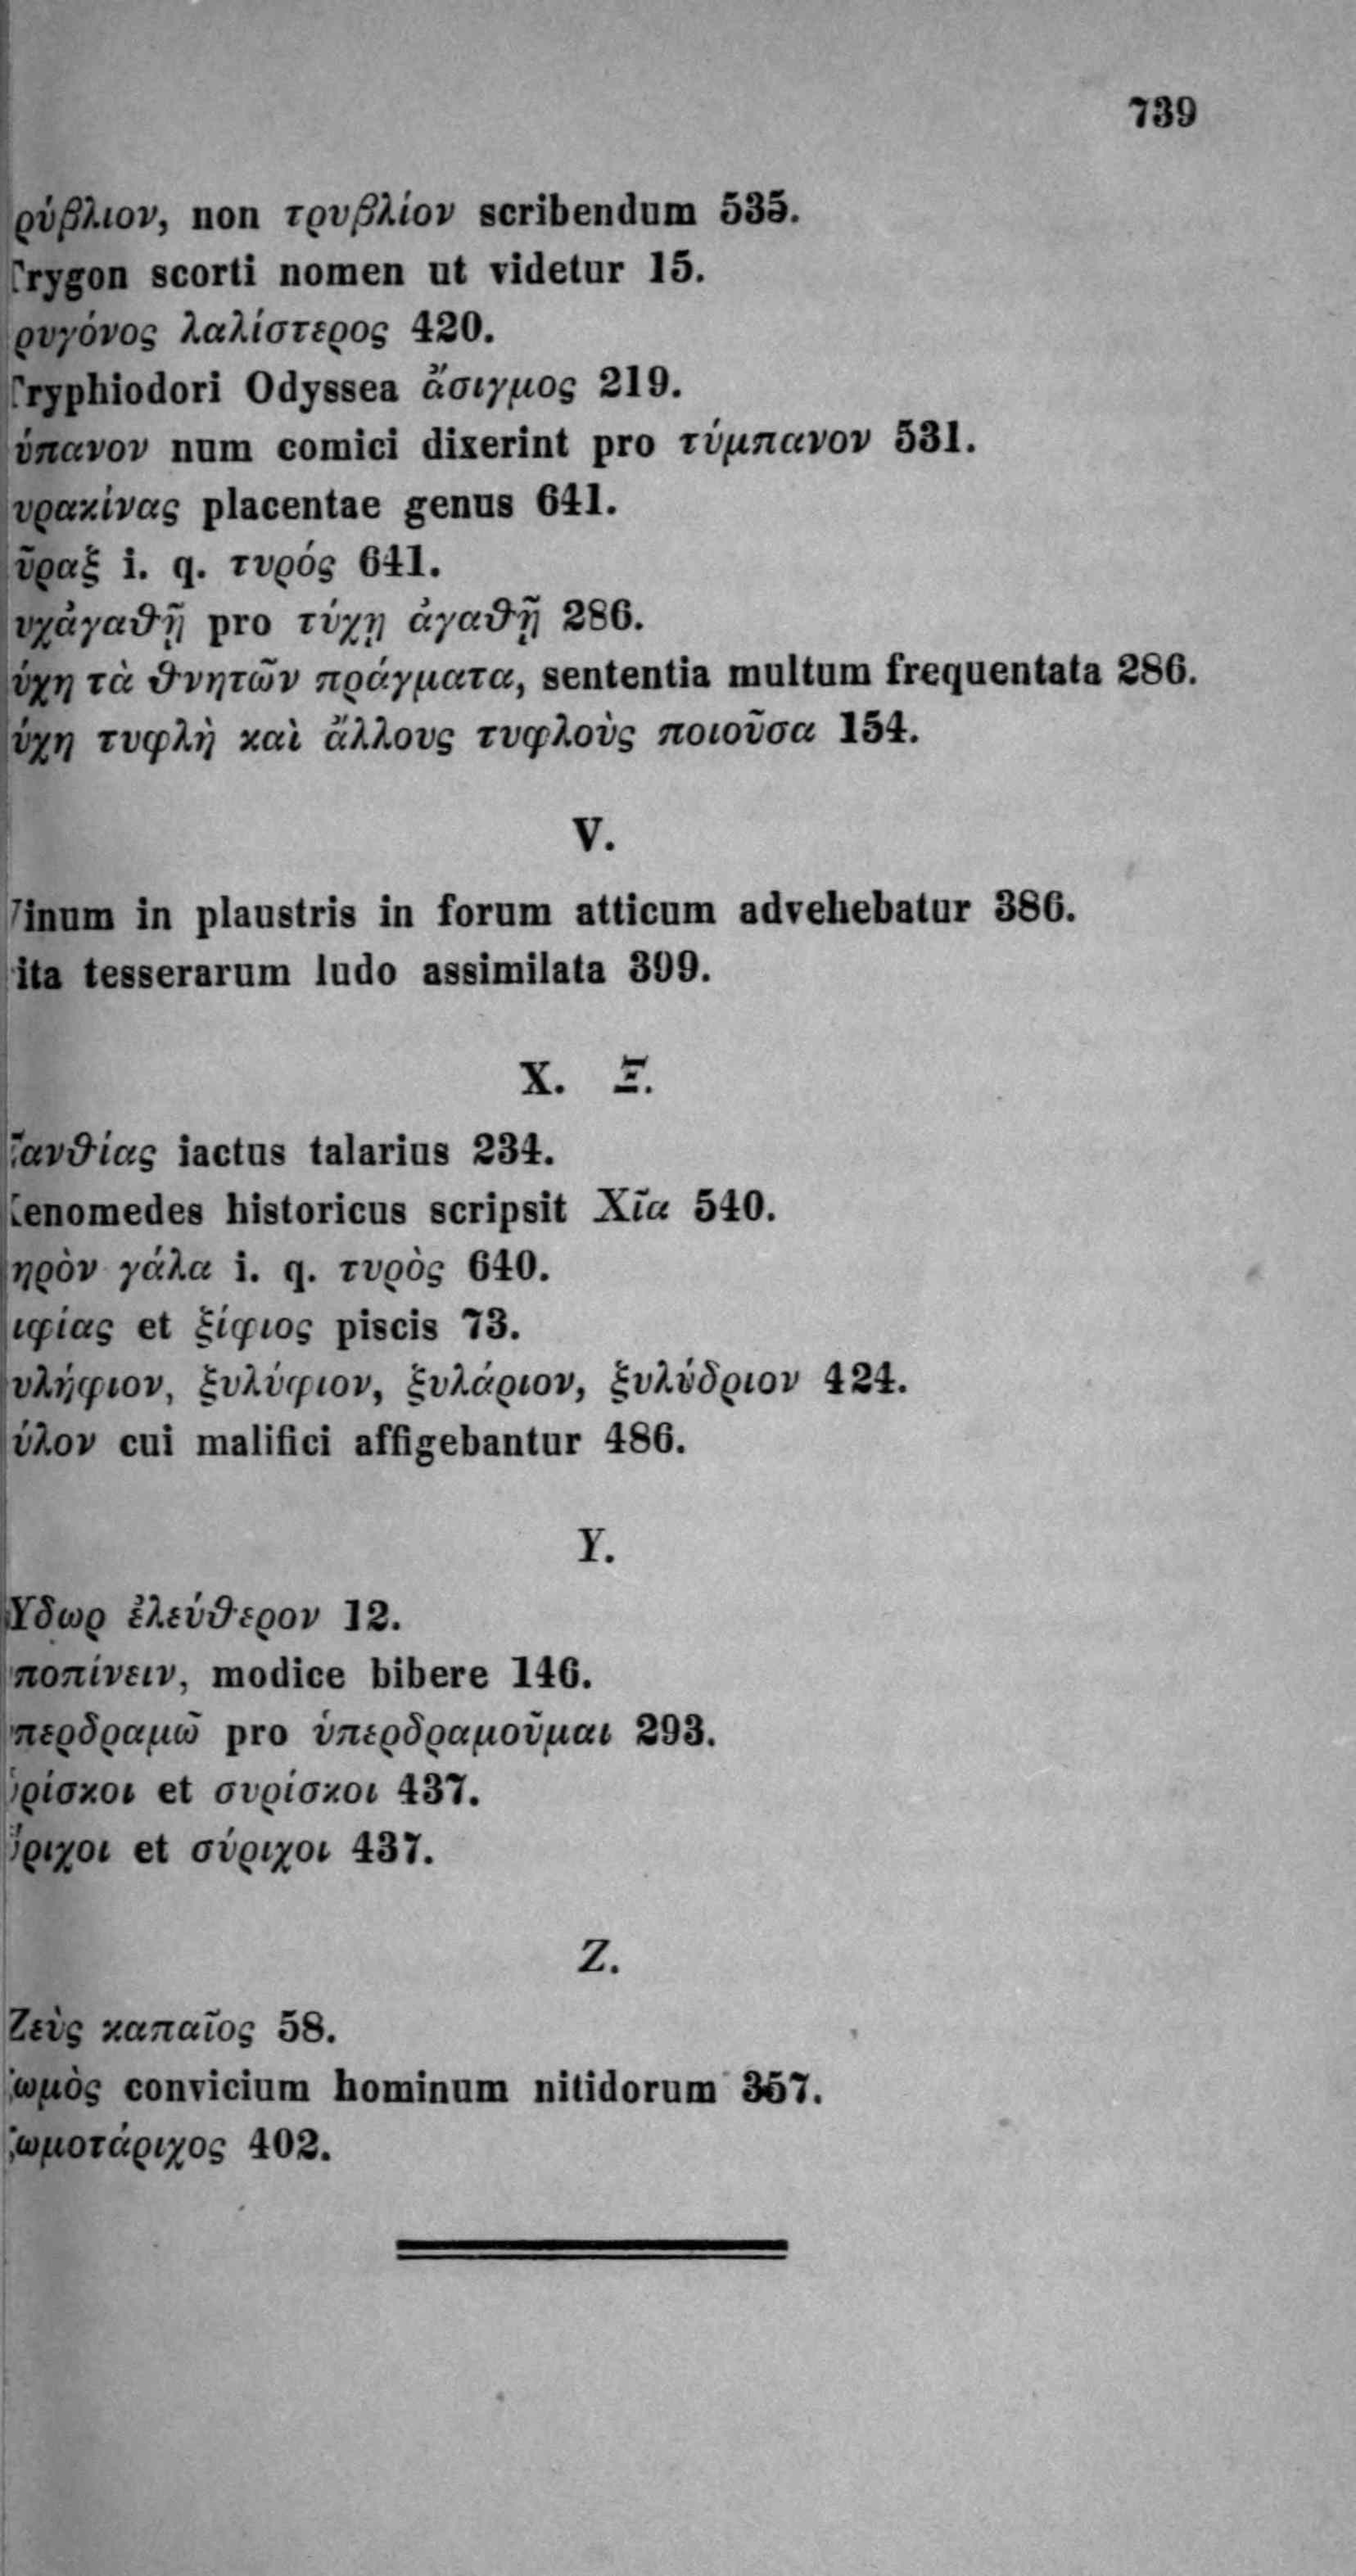 739
ρύβλιον, non τρυβλίον scribendum 535.
Trygon scorti nomen ut videtur 15.
ρυγόνος λαλίστερος 420.
Tryphiodori Odyssea ἄσιγμος 219.
ύπανον num comici dixerint pro τύμπανον 531.
υρακίνας placentae genus 641.
ῦραξ i. q. τυρός 641.
υχἀγαθῇ pro τύχῃ ἀγαθῇ 286.
ύχη τὰ θνητῶν πράγματα, sententia multum frequentata 286.
ύχη τυφλὴ καὶ ἄλλους τυφλοὺς ποιοῦσα 154.
V.
Vinum in plaustris in forum atticum advehebatur 386.
ita tesserarum ludo assimilata 399.
X. Ξ.
Ξανθίας iactus talarius 234.
Xenomedes historicus scripsit Χῖα 540.
ηρὸν γάλα i. q. τυρὸς 640.
ιφίας et ξίφιος piscis 73.
υλήφιον, ξυλύφιον, ξυλάριον, ξυλύδριον 424.
ύλον cui malifici affigebantur 486.
Y.
Ὕδωρ ἐλεύθερον 12.
ποπίνειν, modice bibere 146.
περδραμῶ pro ὑπερδραμοῦμαι 293.
ρίσκοι et συρίσκοι 437.
ριχοι et σύριχοι 437.
Z.
Ζεὺς καπαῖος 58.
ωμὸς convicium hominum nitidorum 357.
ωμοτάριχος 402.